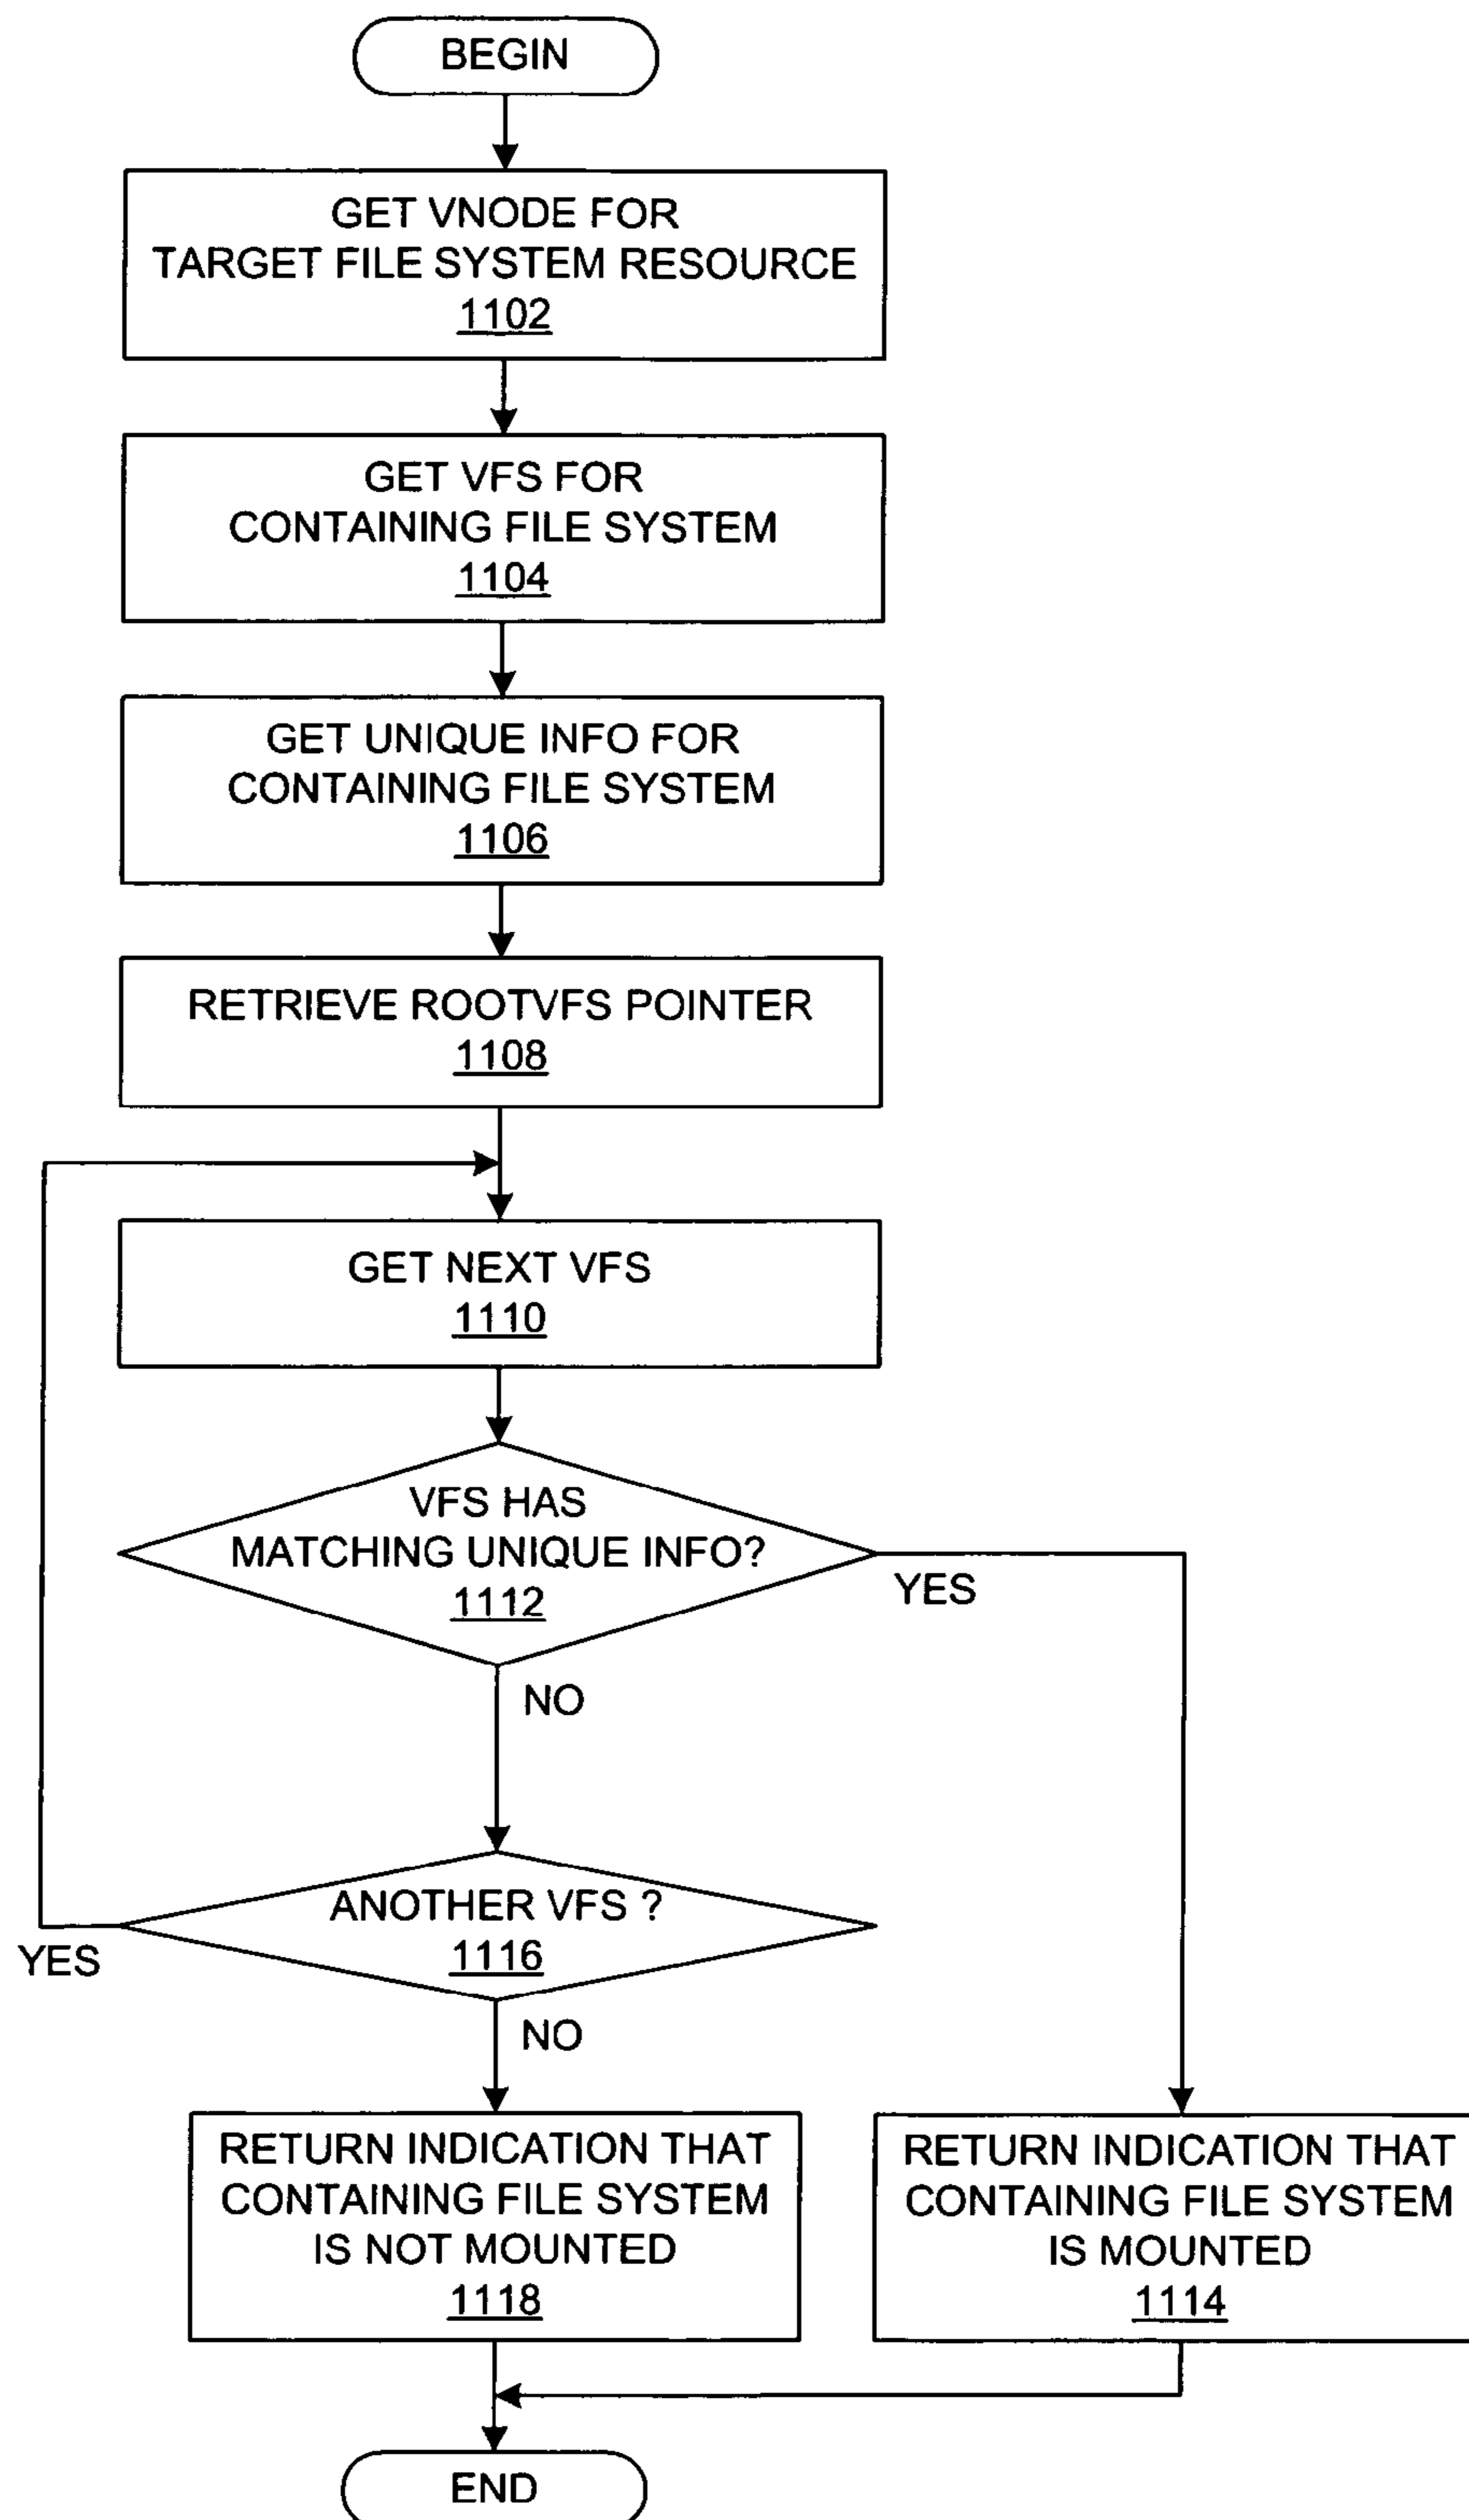 BEGIN
GET VNODE FOR
TARGET FILE SYSTEM RESOURCE
1102
GET VFS FOR
CONTAINING FILE SYSTEM
1104
GET UNIQUE INFO FOR
CONTAINING FILE SYSTEM
1106
RETRIEVE ROOTVFS POINTER
1108
GET NEXT VFS
1110
VFS HAS
MATCHING UNIQUE INFO?
1112
YES
NO
ANOTHER VFS ?
1116
YES
NO
RETURN INDICATION THAT
CONTAINING FILE SYSTEM
IS NOT MOUNTED
1118
RETURN INDICATION THAT
CONTAINING FILE SYSTEM
IS MOUNTED
1114
END